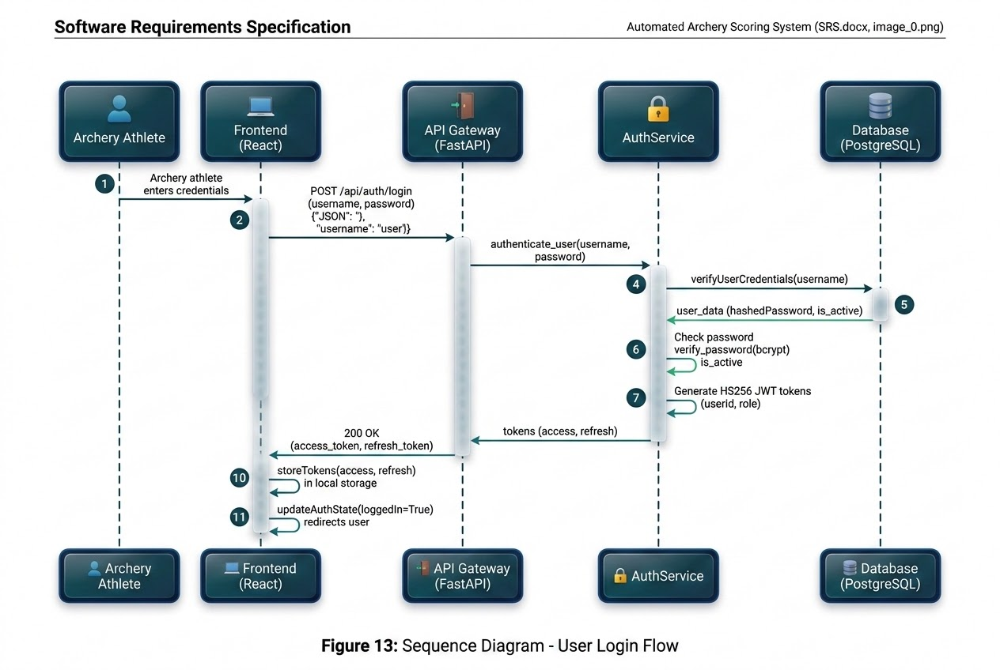 Software Requirements Specification
Automated Archery Scoring System (SRS.docx, image_0.png)
Archery Athlete
Frontend
(React)
API Gateway
(FastAPI)
AuthService
Database
(PostgreSQL)
1
Archery athlete
enters credentials
2
POST /api/auth/login
(username, password)
{"JSON": "},
"username": "user'}}
authenticate_user(username,
password)
4
verifyUserCredentials(username)
5
user_data (hashedPassword, is_active)
6
Check password
verify_password(bcrypt)
is_active
7
Generate HS256 JWT tokens
(userid, role)
tokens (access, refresh)
200 OK
(access_token, refresh_token)
10
storeTokens(access, refresh)
in local storage
11
updateAuthState(loggedIn=True)
redirects user
Archery
Athlete
Frontend
(React)
API Gateway
(FastAPI)
AuthService
Database
(PostgreSQL)
Figure 13: Sequence Diagram - User Login Flow